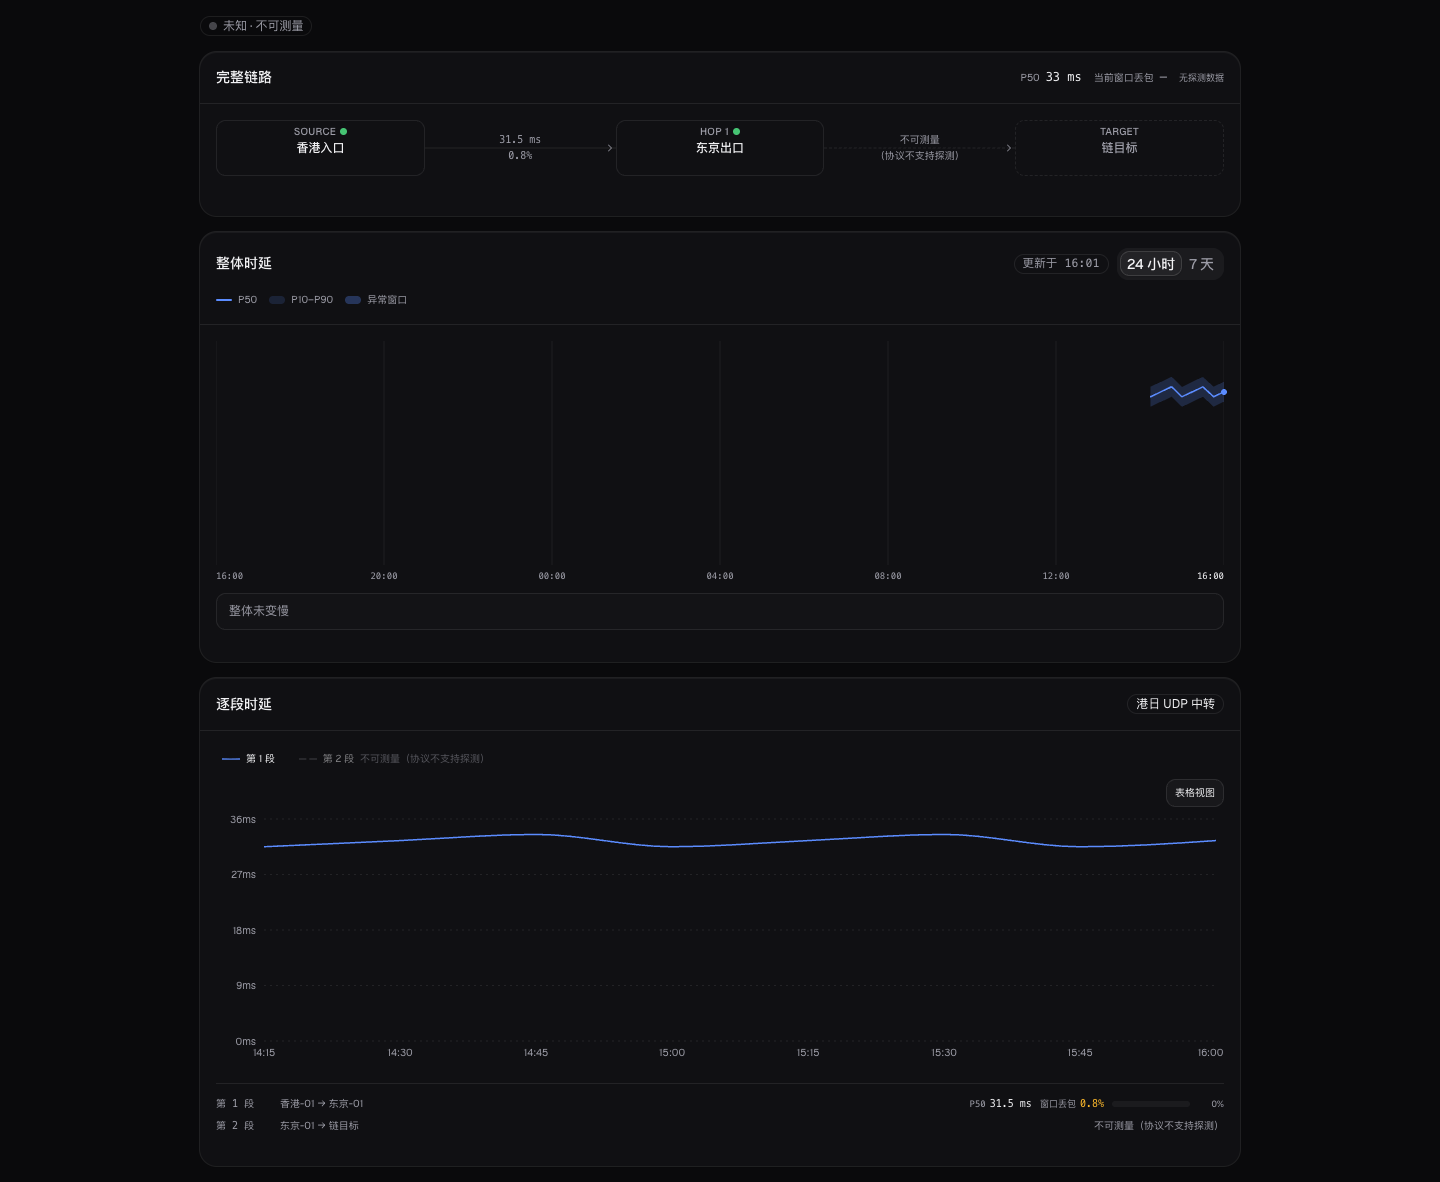 未知 · 不可测量
完整链路
P50 33 ms 当前窗口丢包 — 无探测数据
SOURCE
香港入口
31.5 ms
0.8%
HOP 1
东京出口
不可测量
(协议不支持探测)
TARGET
链目标
整体时延
更新于 16:01
24 小时 7 天
P50 P10–P90 异常窗口
16:00 20:00 00:00 04:00 08:00 12:00 16:00
整体未变慢
逐段时延
港日 UDP 中转
第 1 段 第 2 段 不可测量（协议不支持探测）
表格视图
36ms
27ms
18ms
9ms
0ms
14:15 14:30 14:45 15:00 15:15 15:30 15:45 16:00
第 1 段 香港-01 → 东京-01 P50 31.5 ms 窗口丢包 0.8% 0%
第 2 段 东京-01 → 链目标 不可测量（协议不支持探测）